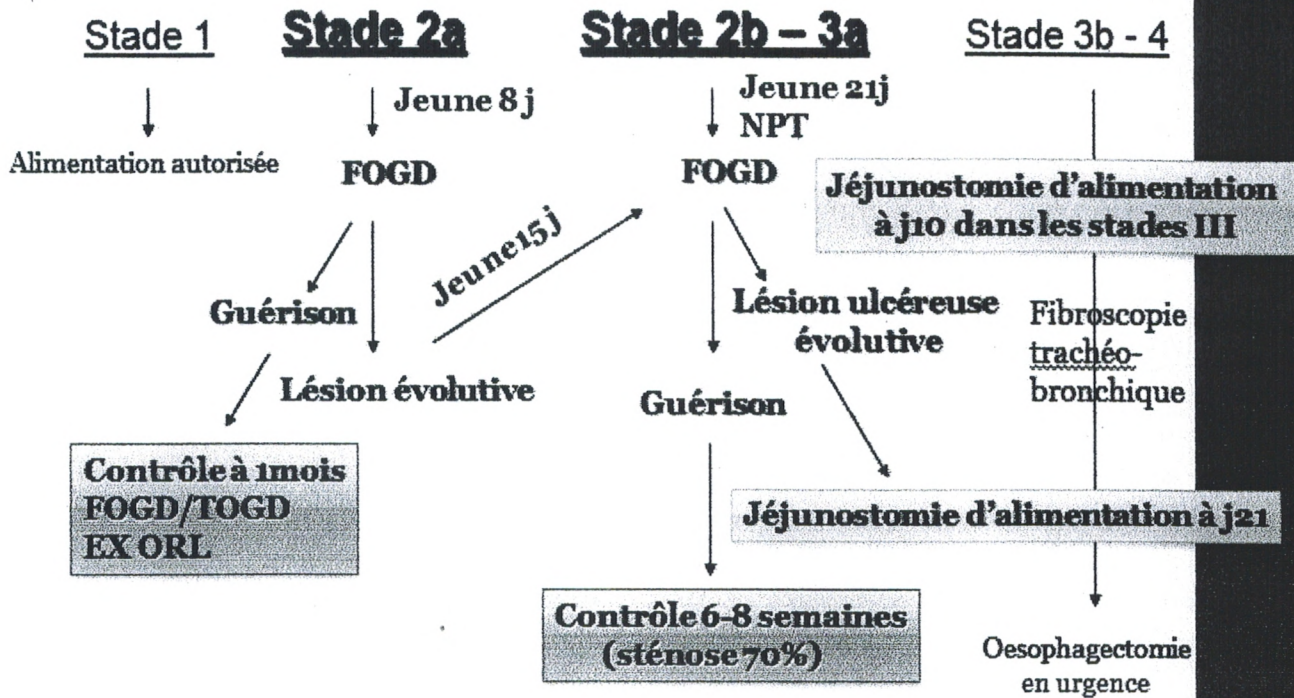 Stade 1
Stade 2a
Stade 2b – 3a
Stade 3b - 4
Jeune 8 j
Jeune 21j
NPT
Alimentation autorisée
FOGD
FOGD
Jéjunostomie d'alimentation
à j10 dans les stades III
Jeune 15 j
Guérison
Lésion ulcéreuse
évolutive
Fibroscopie
trachéo-
bronchique
Lésion évolutive
Guérison
Contrôle à 1mois
FOGD/TOGD
EX ORL
Jéjunostomie d'alimentation à j21
Contrôle 6-8 semaines
(sténose 70%)
Oesophagectomie
en urgence